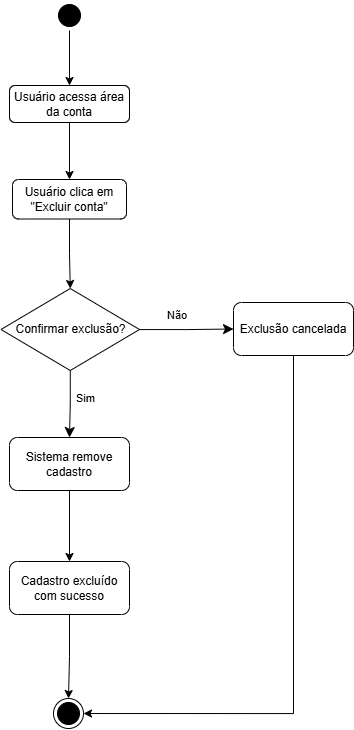 Usuário acessa área
da conta
Usuário clica em
"Excluir conta"
Confirmar exclusão?
Não
Exclusão cancelada
Sim
Sistema remove
cadastro
Cadastro excluído
com sucesso